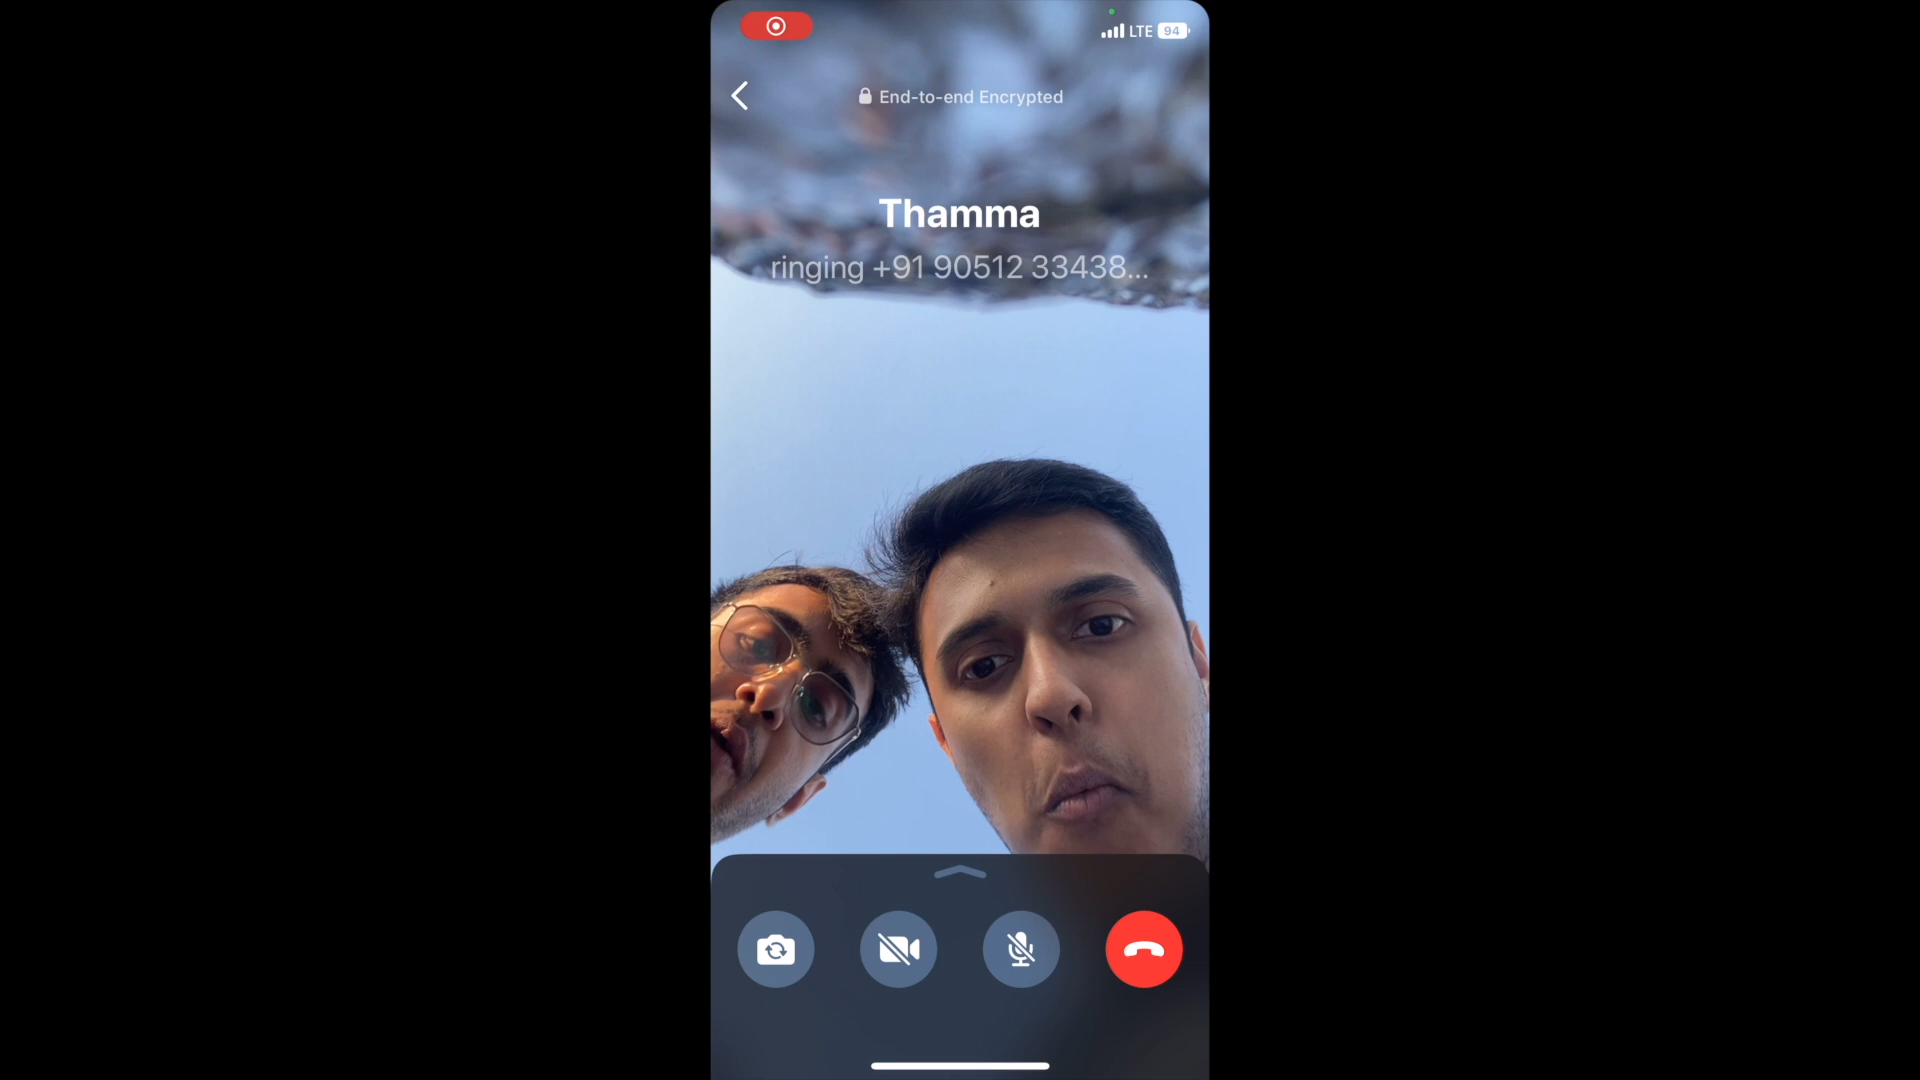 LTE 94
End-to-end Encrypted
Thamma
ringing +91 90512 33438...